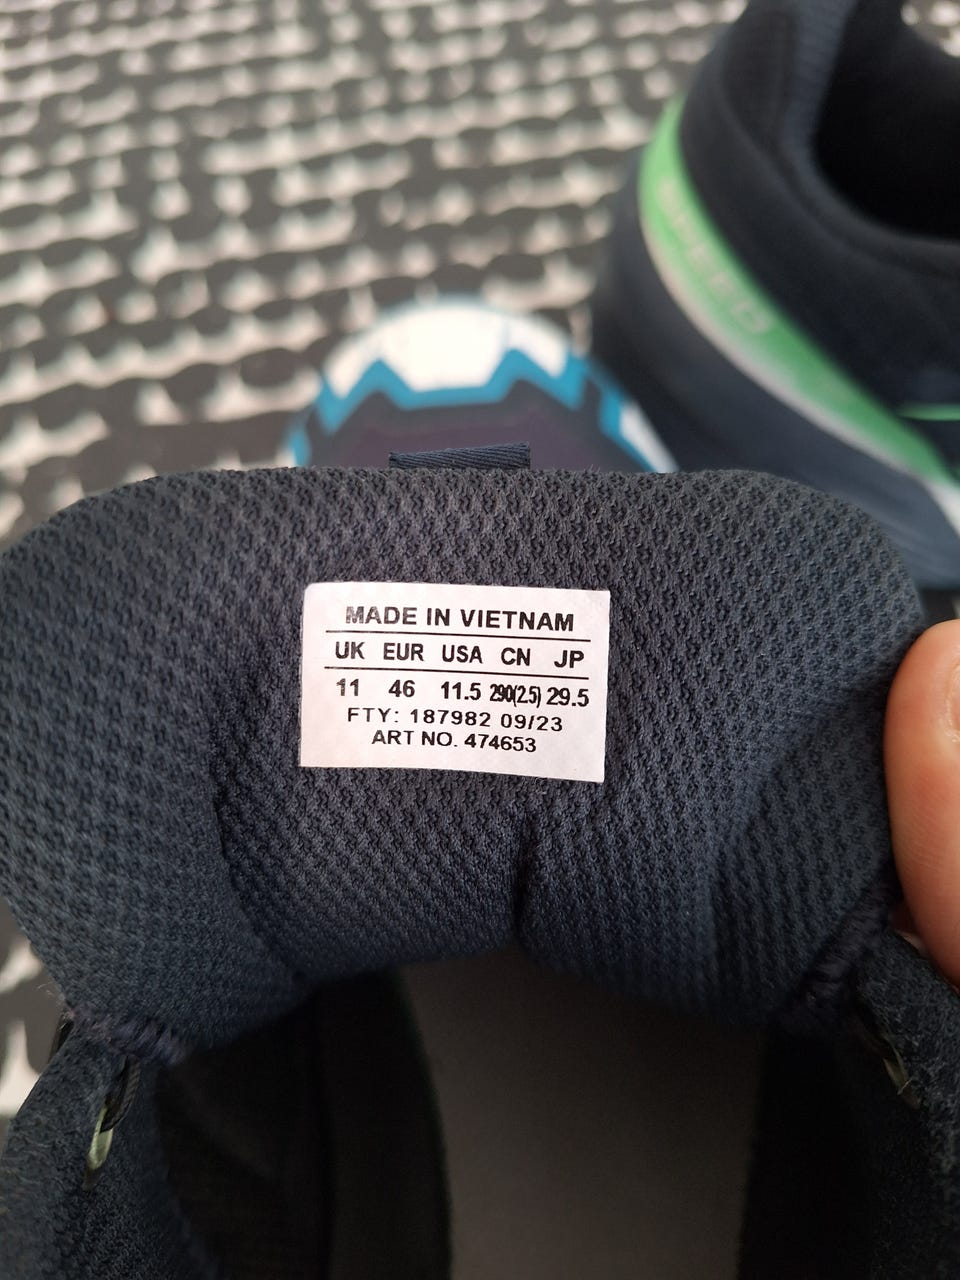 SPEED
MADE IN VIETNAM
UK EUR USA CN JP
11 46 11.5 290(2.5) 29.5
FTY: 187982 09/23
ART NO. 474653